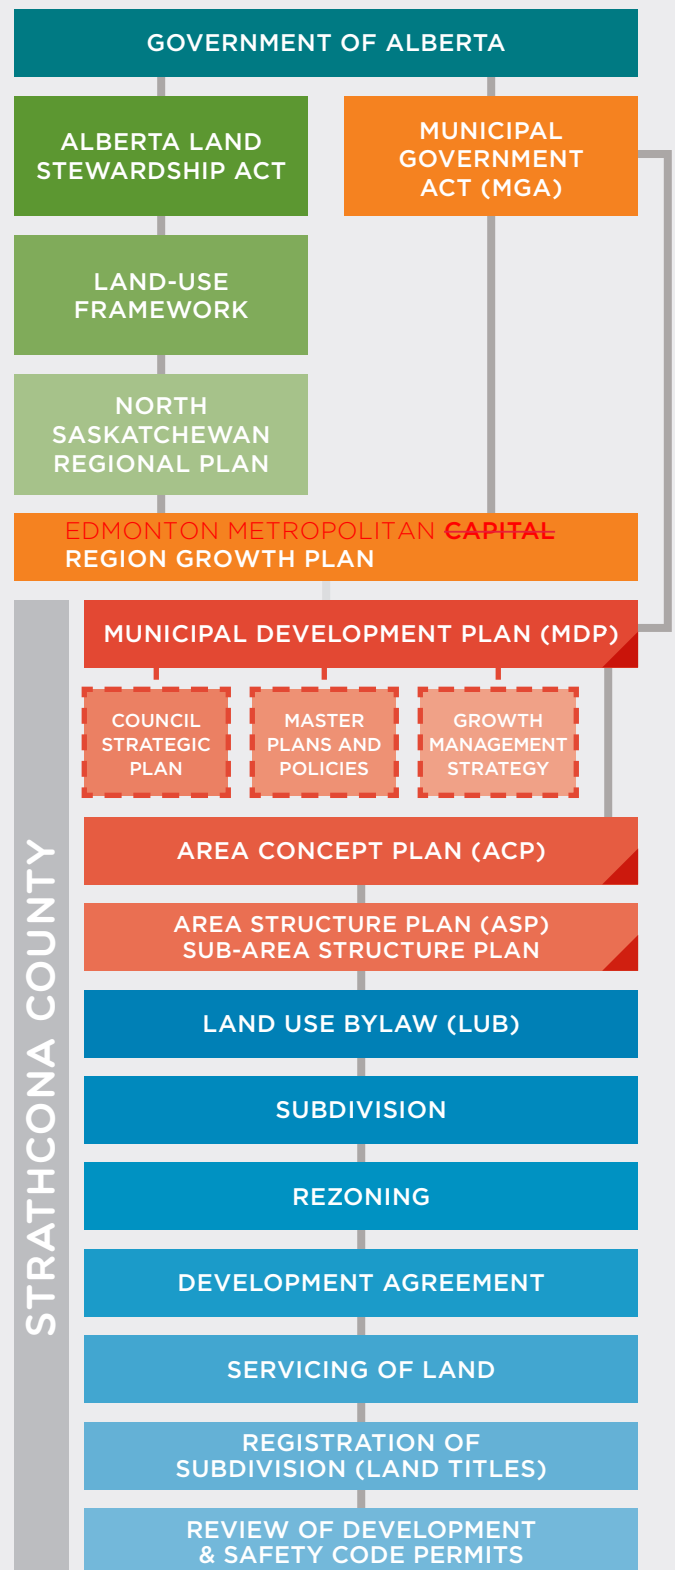 GOVERNMENT OF ALBERTA
ALBERTA LAND
STEWARDSHIP ACT
MUNICIPAL
GOVERNMENT
ACT (MGA)
LAND-USE
FRAMEWORK
NORTH
SASKATCHEWAN
REGIONAL PLAN
EDMONTON METROPOLITAN CAPITAL
REGION GROWTH PLAN
STRATHCONA COUNTY
MUNICIPAL DEVELOPMENT PLAN (MDP)
COUNCIL
STRATEGIC
PLAN
MASTER
PLANS AND
POLICIES
GROWTH
MANAGEMENT
STRATEGY
AREA CONCEPT PLAN (ACP)
AREA STRUCTURE PLAN (ASP)
SUB-AREA STRUCTURE PLAN
LAND USE BYLAW (LUB)
SUBDIVISION
REZONING
DEVELOPMENT AGREEMENT
SERVICING OF LAND
REGISTRATION OF
SUBDIVISION (LAND TITLES)
REVIEW OF DEVELOPMENT
& SAFETY CODE PERMITS